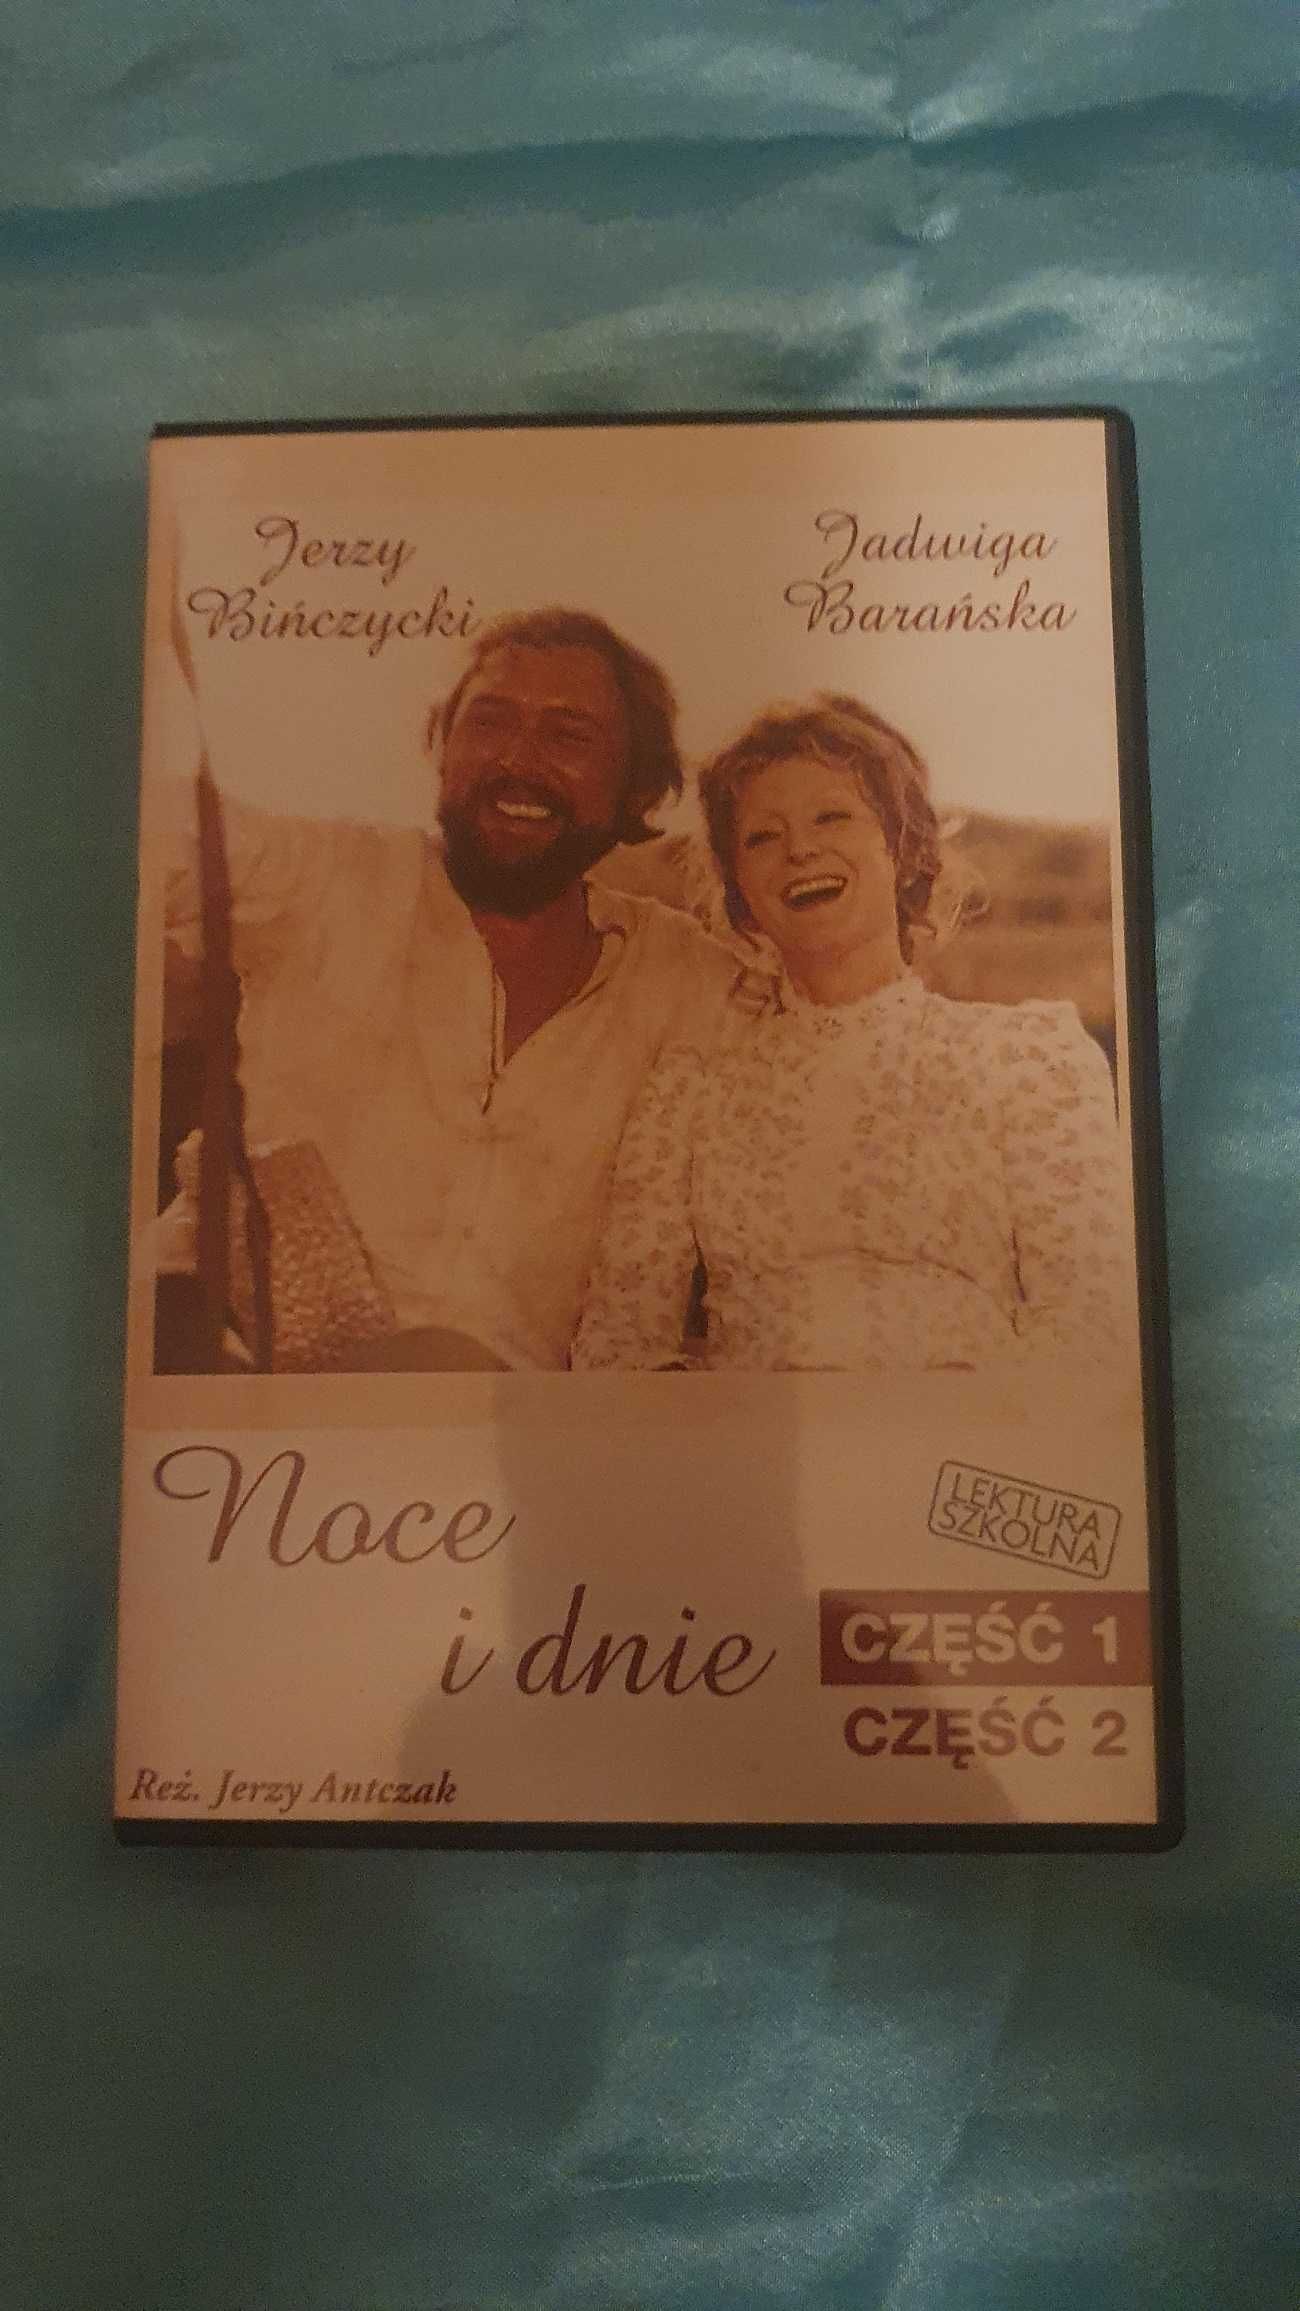 Jerzy
Bińczycki
Jadwiga
Barańska
Noce
i dnie
LEKTURA
SZKOLNA
CZĘŚĆ 1
CZĘŚĆ 2
Reż. Jerzy Antczak